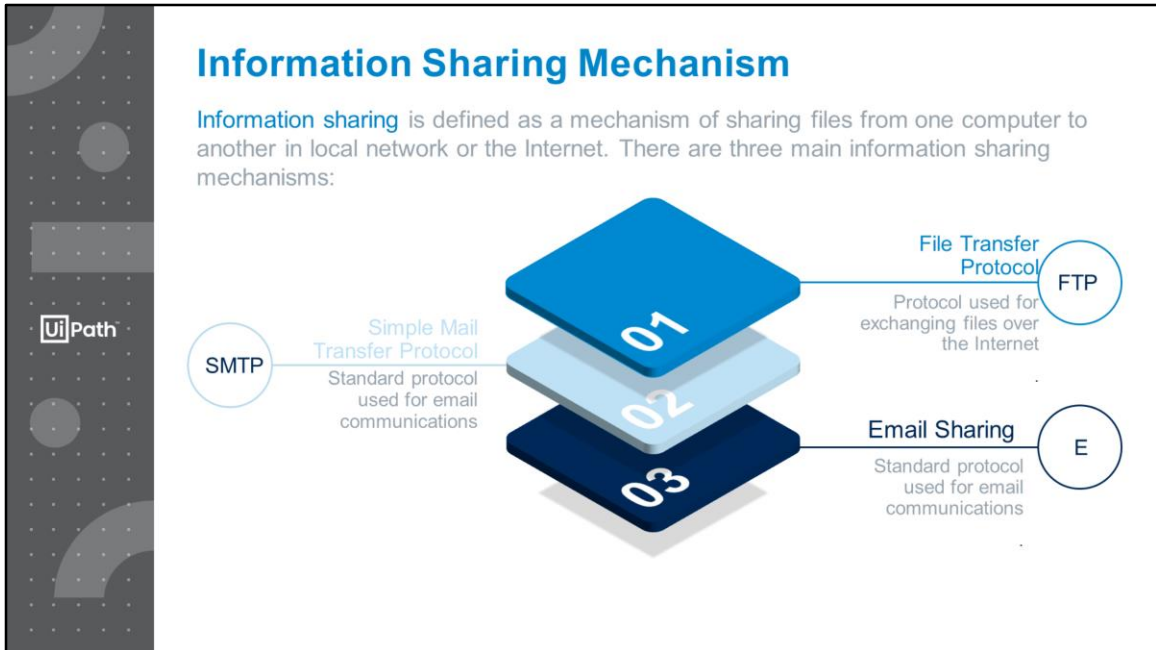 Information Sharing Mechanism
Information sharing is defined as a mechanism of sharing files from one computer to
another in local network or the Internet. There are three main information sharing
mechanisms:
01
File Transfer
Protocol
Protocol used for
exchanging files over
the Internet
.
FTP
UiPath
SMTP
Simple Mail
Transfer Protocol
Standard protocol
used for email
communications
02
03
Email Sharing
Standard protocol
used for email
communications
.
E